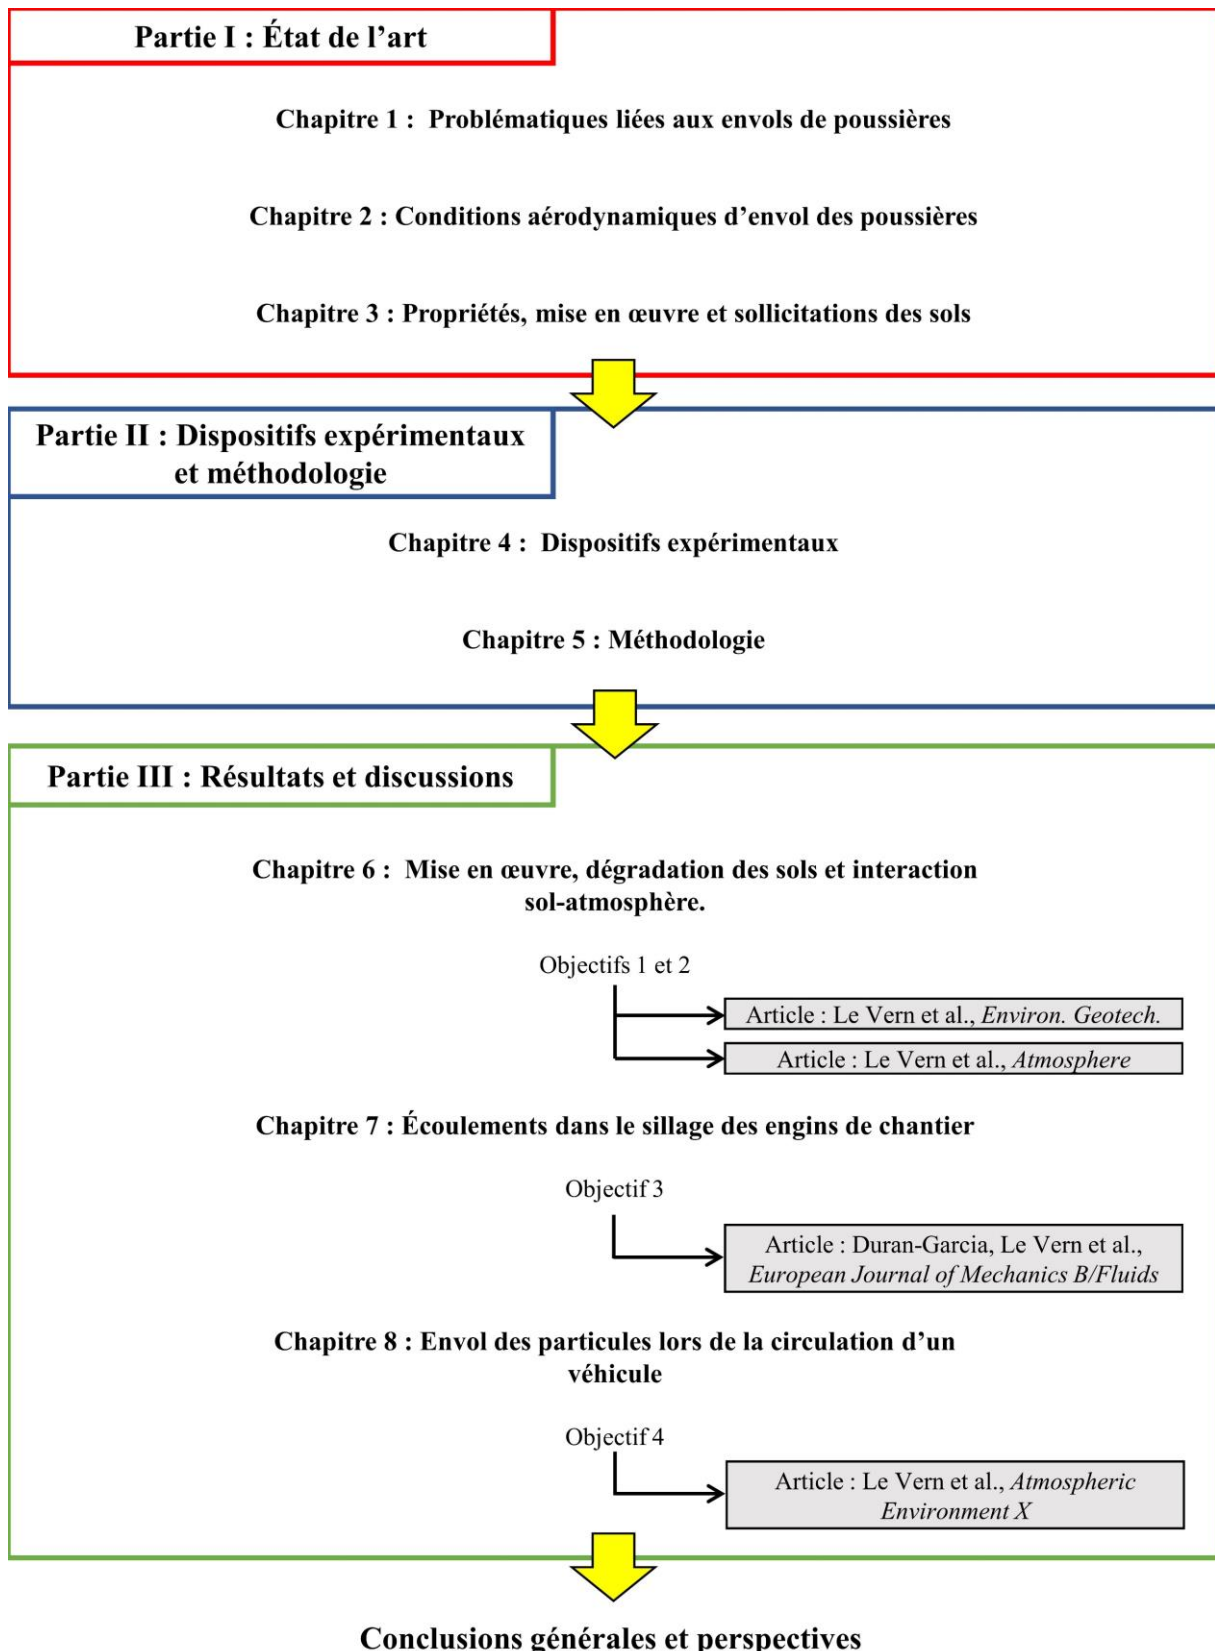 Partie I : État de l’art
Chapitre 1 :  Problématiques liées aux envols de poussières
Chapitre 2 : Conditions aérodynamiques d’envol des poussières
Chapitre 3 : Propriétés, mise en œuvre et sollicitations des sols
Partie II : Dispositifs expérimentaux
et méthodologie
Chapitre 4 :  Dispositifs expérimentaux
Chapitre 5 : Méthodologie
Partie III : Résultats et discussions
Chapitre 6 :  Mise en œuvre, dégradation des sols et interaction
sol-atmosphère.
Objectifs 1 et 2
Article : Le Vern et al., Environ. Geotech.
Article : Le Vern et al., Atmosphere
Chapitre 7 : Écoulements dans le sillage des engins de chantier
Objectif 3
Article : Duran-Garcia, Le Vern et al.,
European Journal of Mechanics B/Fluids
Chapitre 8 : Envol des particules lors de la circulation d’un
véhicule
Objectif 4
Article : Le Vern et al., Atmospheric
Environment X
Conclusions générales et perspectives